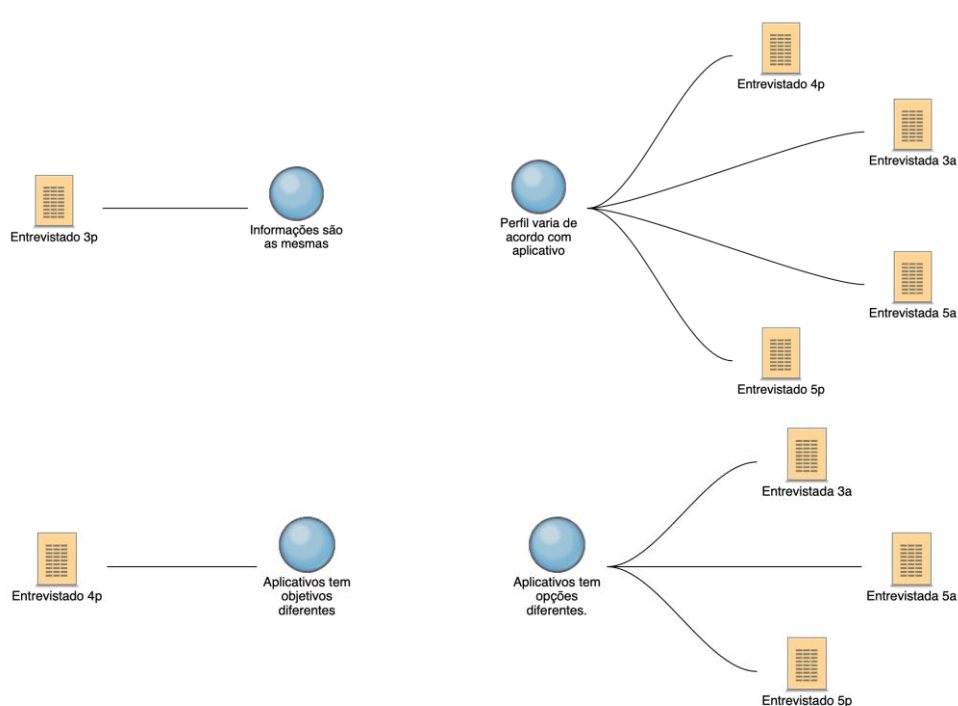 Entrevistado 4p
Entrevistada 3a
Entrevistado 3p
Informações são
as mesmas
Perfil varia de
acordo com
aplicativo
Entrevistada 5a
Entrevistado 5p
Entrevistada 3a
Entrevistado 4p
Aplicativos tem
objetivos
diferentes
Aplicativos tem
opções
diferentes.
Entrevistada 5a
Entrevistado 5p